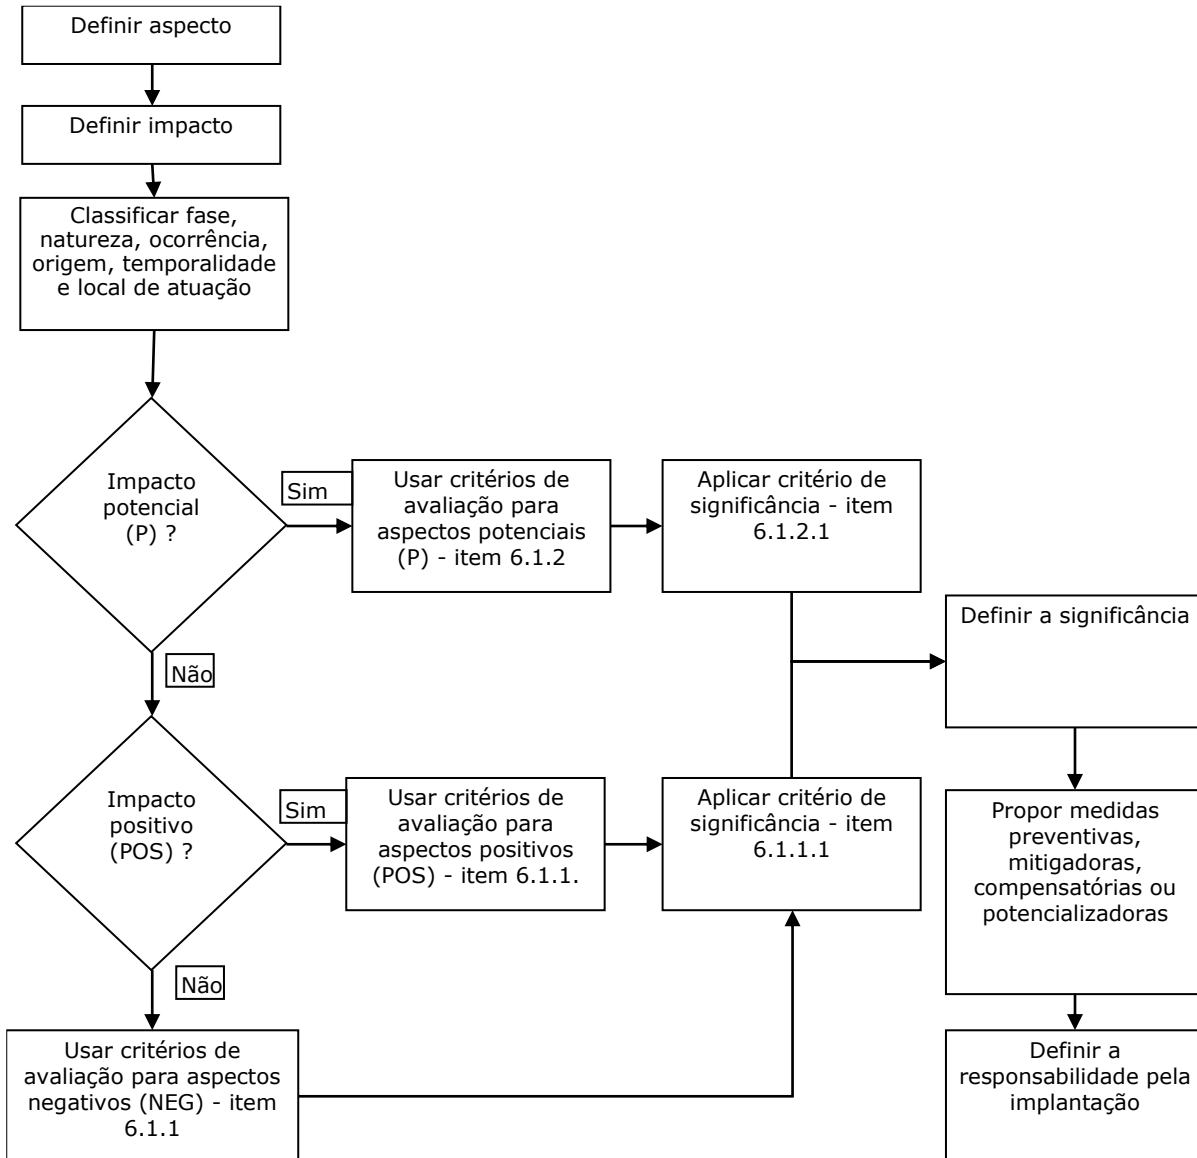 Definir aspecto
Definir impacto
Classificar fase,
natureza, ocorrência,
origem, temporalidade
e local de atuação
Impacto
potencial
(P) ?
Sim
Usar critérios de
avaliação para
aspectos potenciais
(P) - item 6.1.2
Aplicar critério de
significância - item
6.1.2.1
Definir a significância
Não
Impacto
positivo
(POS) ?
Sim
Usar critérios de
avaliação para
aspectos positivos
(POS) - item 6.1.1.
Aplicar critério de
significância - item
6.1.1.1
Propor medidas
preventivas,
mitigadoras,
compensatórias ou
potencializadoras
Não
Usar critérios de
avaliação para aspectos
negativos (NEG) - item
6.1.1
Definir a
responsabilidade pela
implantação